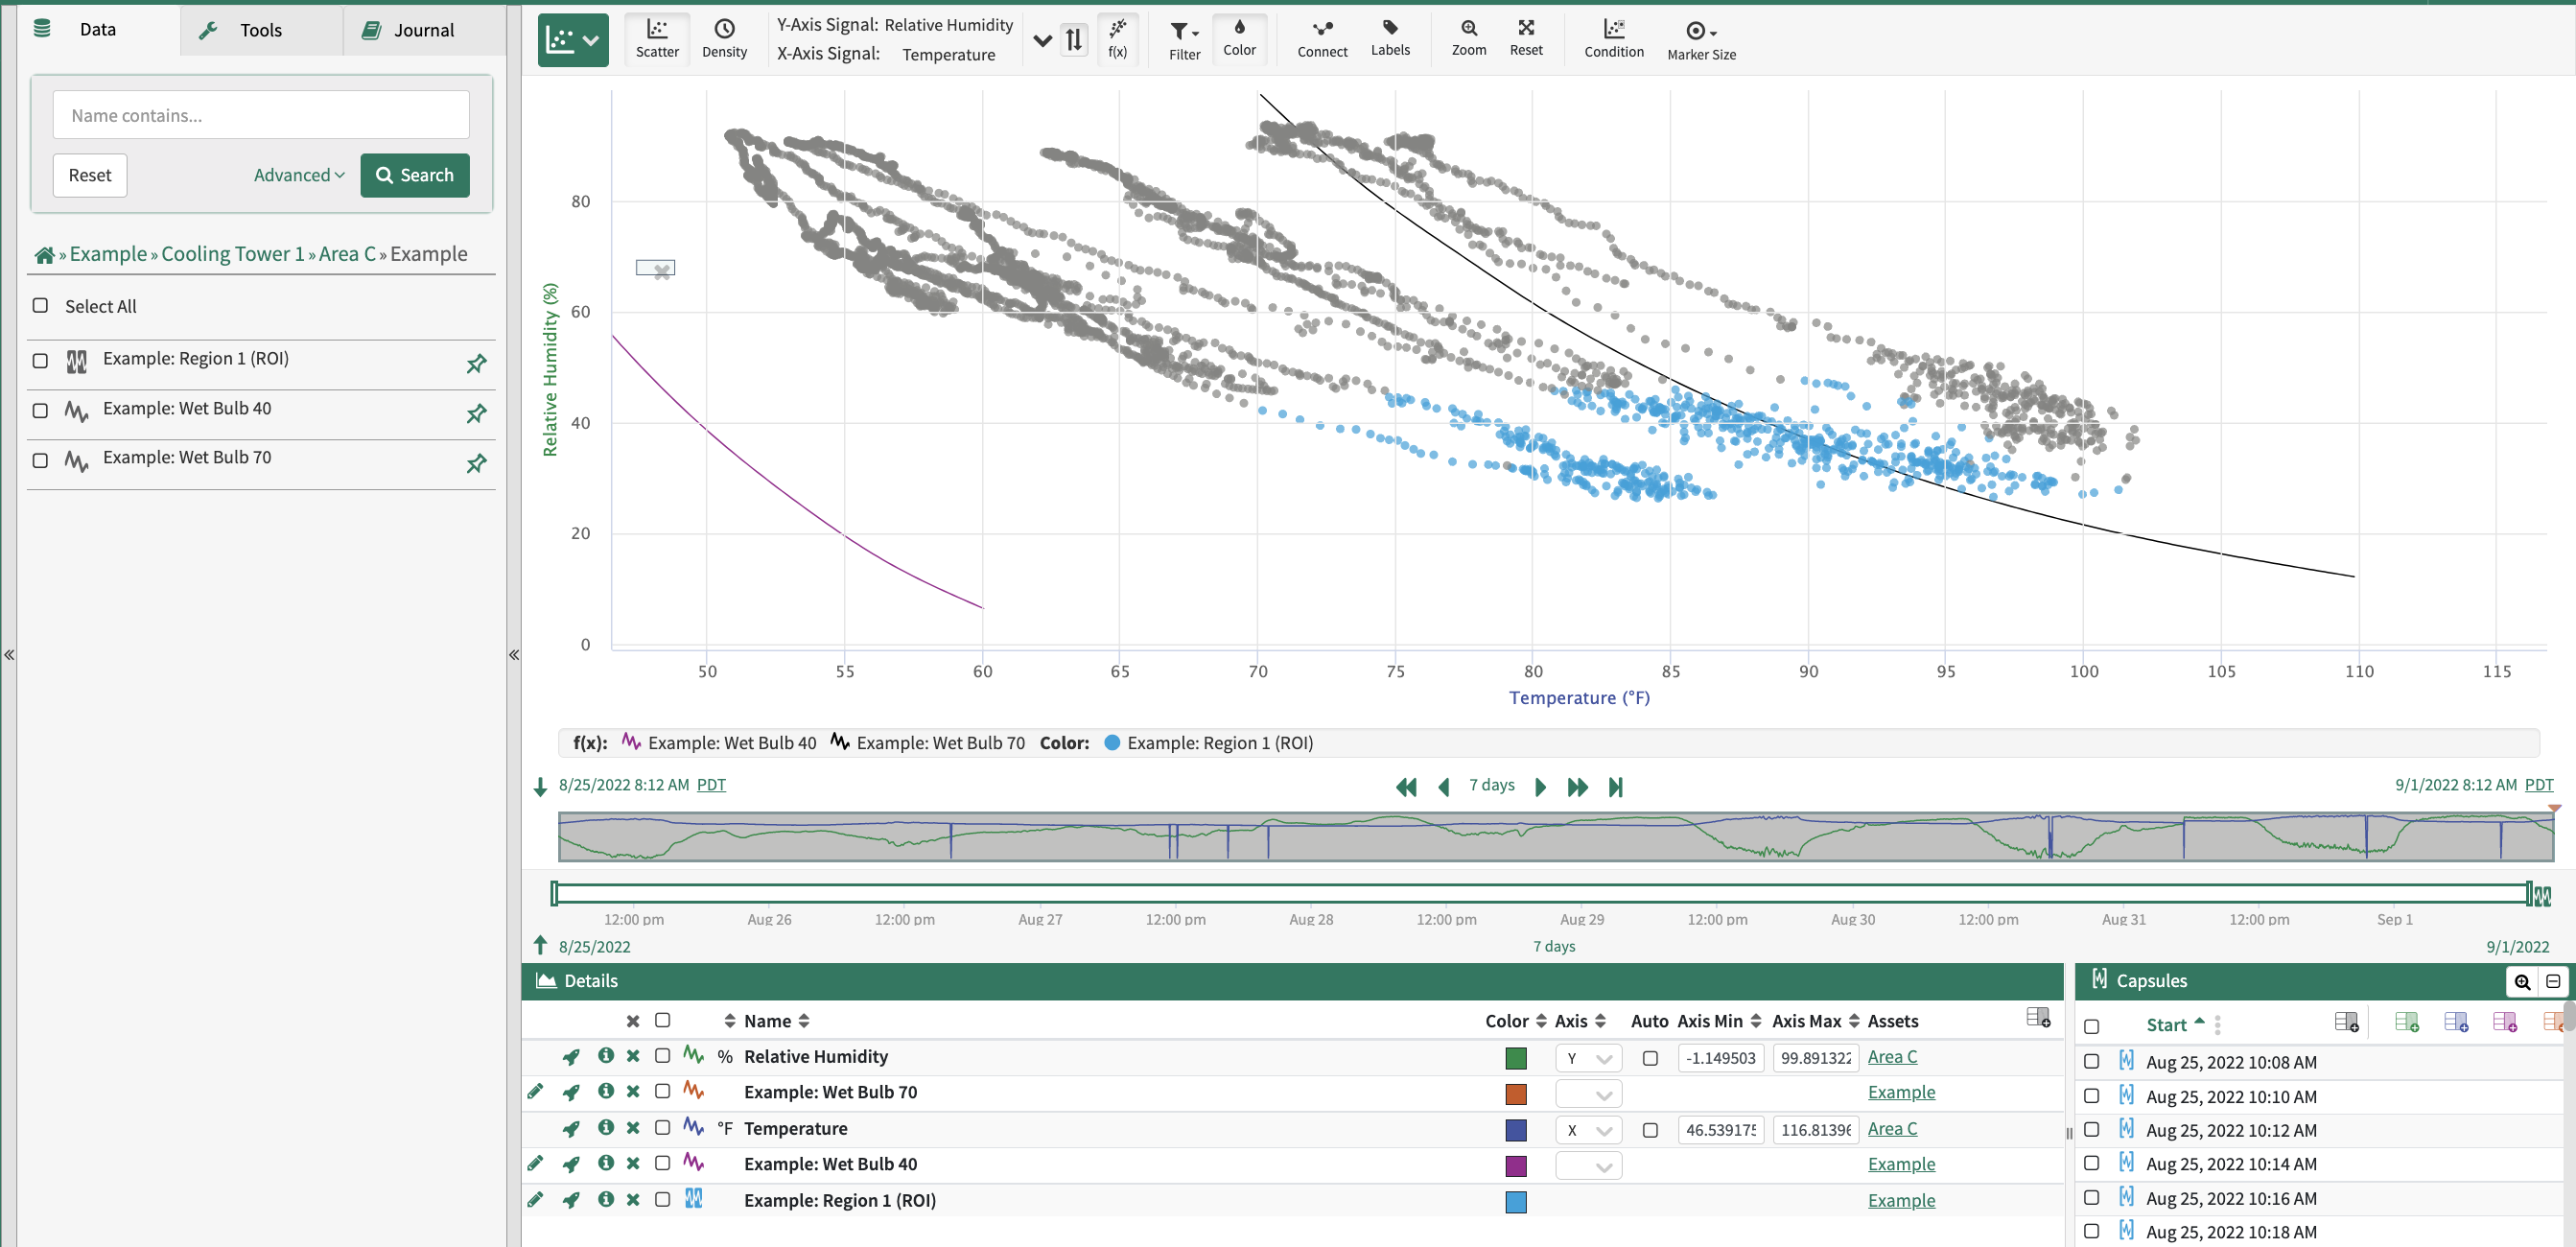 Data
Tools
Journal
Name contains...
Reset
Advanced
Search
» Example » Cooling Tower 1 » Area C » Example
Select All
Example: Region 1 (ROI)
Example: Wet Bulb 40
Example: Wet Bulb 70
«
«
Scatter
Density
Y-Axis Signal: Relative Humidity
X-Axis Signal: Temperature
f(x)
Filter
Color
Connect
Labels
Zoom
Reset
Condition
Marker Size
Relative Humidity (%)
80
60
40
20
0
50 55 60 65 70 75 80 85 90 95 100 105 110 115
Temperature (°F)
f(x): Example: Wet Bulb 40 Example: Wet Bulb 70 Color: Example: Region 1 (ROI)
8/25/2022 8:12 AM PDT
7 days
9/1/2022 8:12 AM PDT
12:00 pm Aug 26 12:00 pm Aug 27 12:00 pm Aug 28 12:00 pm Aug 29 12:00 pm Aug 30 12:00 pm Aug 31 12:00 pm Sep 1
8/25/2022
7 days
9/1/2022
Details
Name Color Axis Auto Axis Min Axis Max Assets
% Relative Humidity Y -1.149503 99.891322 Area C
Example: Wet Bulb 70 Example
°F Temperature X 46.539175 116.81396 Area C
Example: Wet Bulb 40 Example
Example: Region 1 (ROI) Example
Capsules
Start
Aug 25, 2022 10:08 AM
Aug 25, 2022 10:10 AM
Aug 25, 2022 10:12 AM
Aug 25, 2022 10:14 AM
Aug 25, 2022 10:16 AM
Aug 25, 2022 10:18 AM